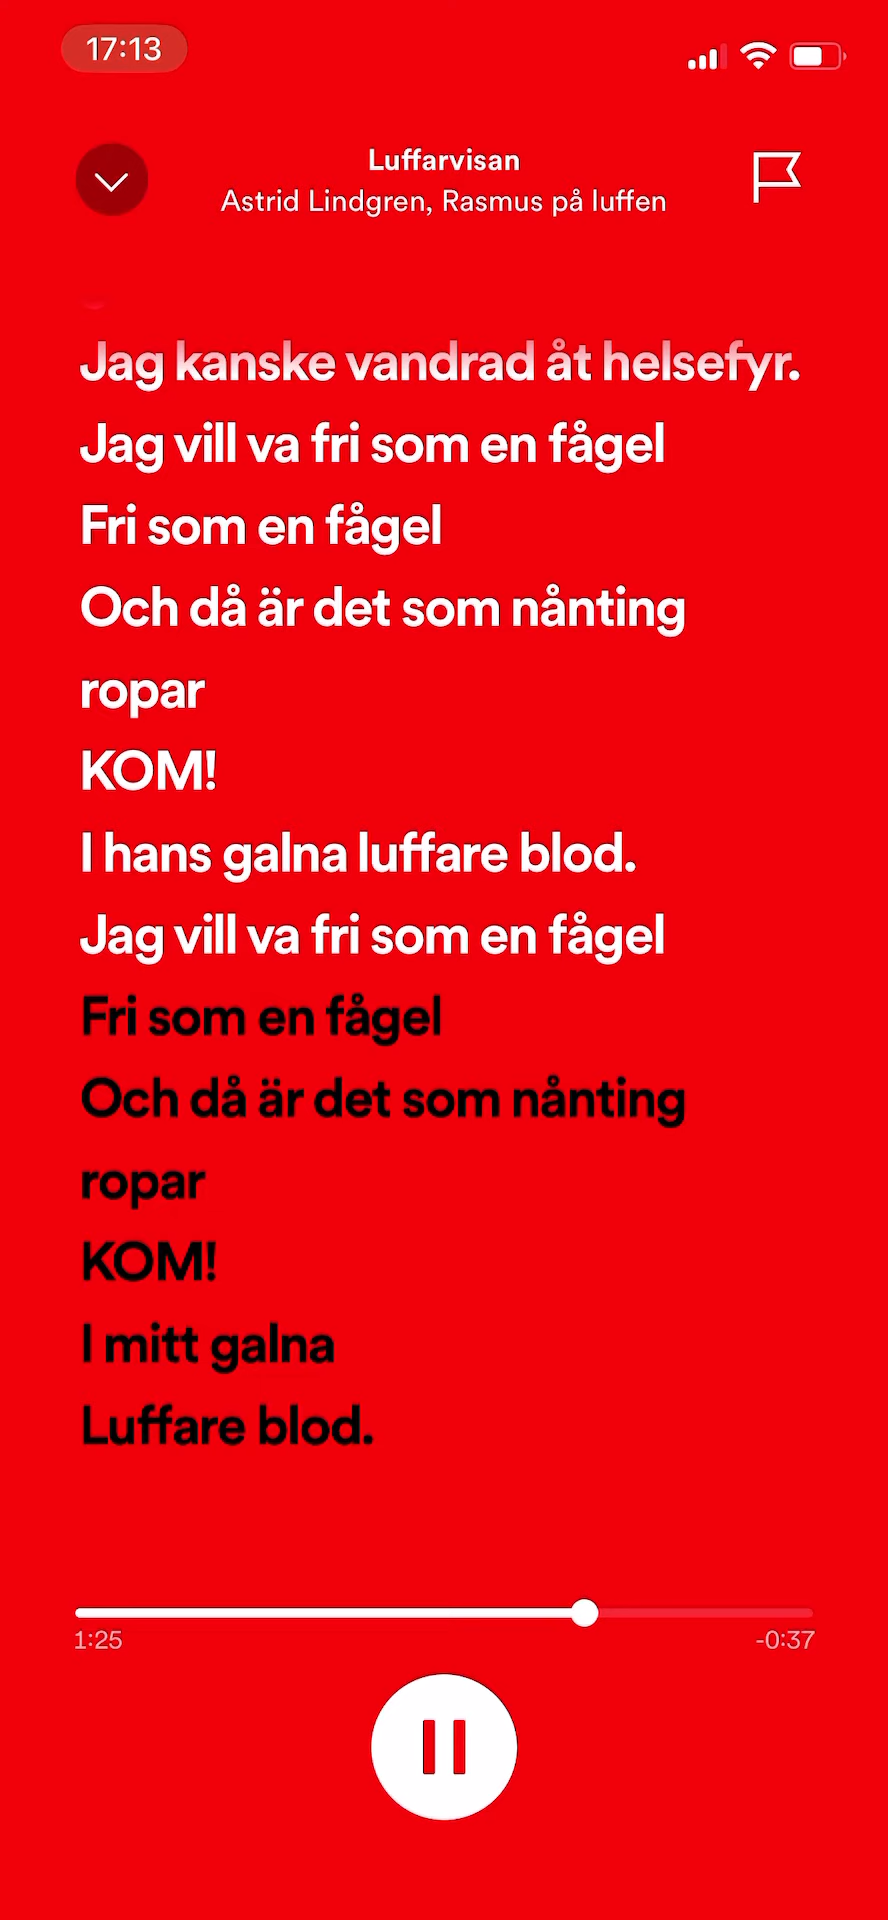 17:13
Luffarvisan
Astrid Lindgren, Rasmus på luffen
Jag kanske vandrad åt helsefyr.
Jag vill va fri som en fågel
Fri som en fågel
Och då är det som nånting
ropar
KOM!
I hans galna luffare blod.
Jag vill va fri som en fågel
Fri som en fågel
Och då är det som nånting
ropar
KOM!
I mitt galna
Luffare blod.
1:25
-0:37